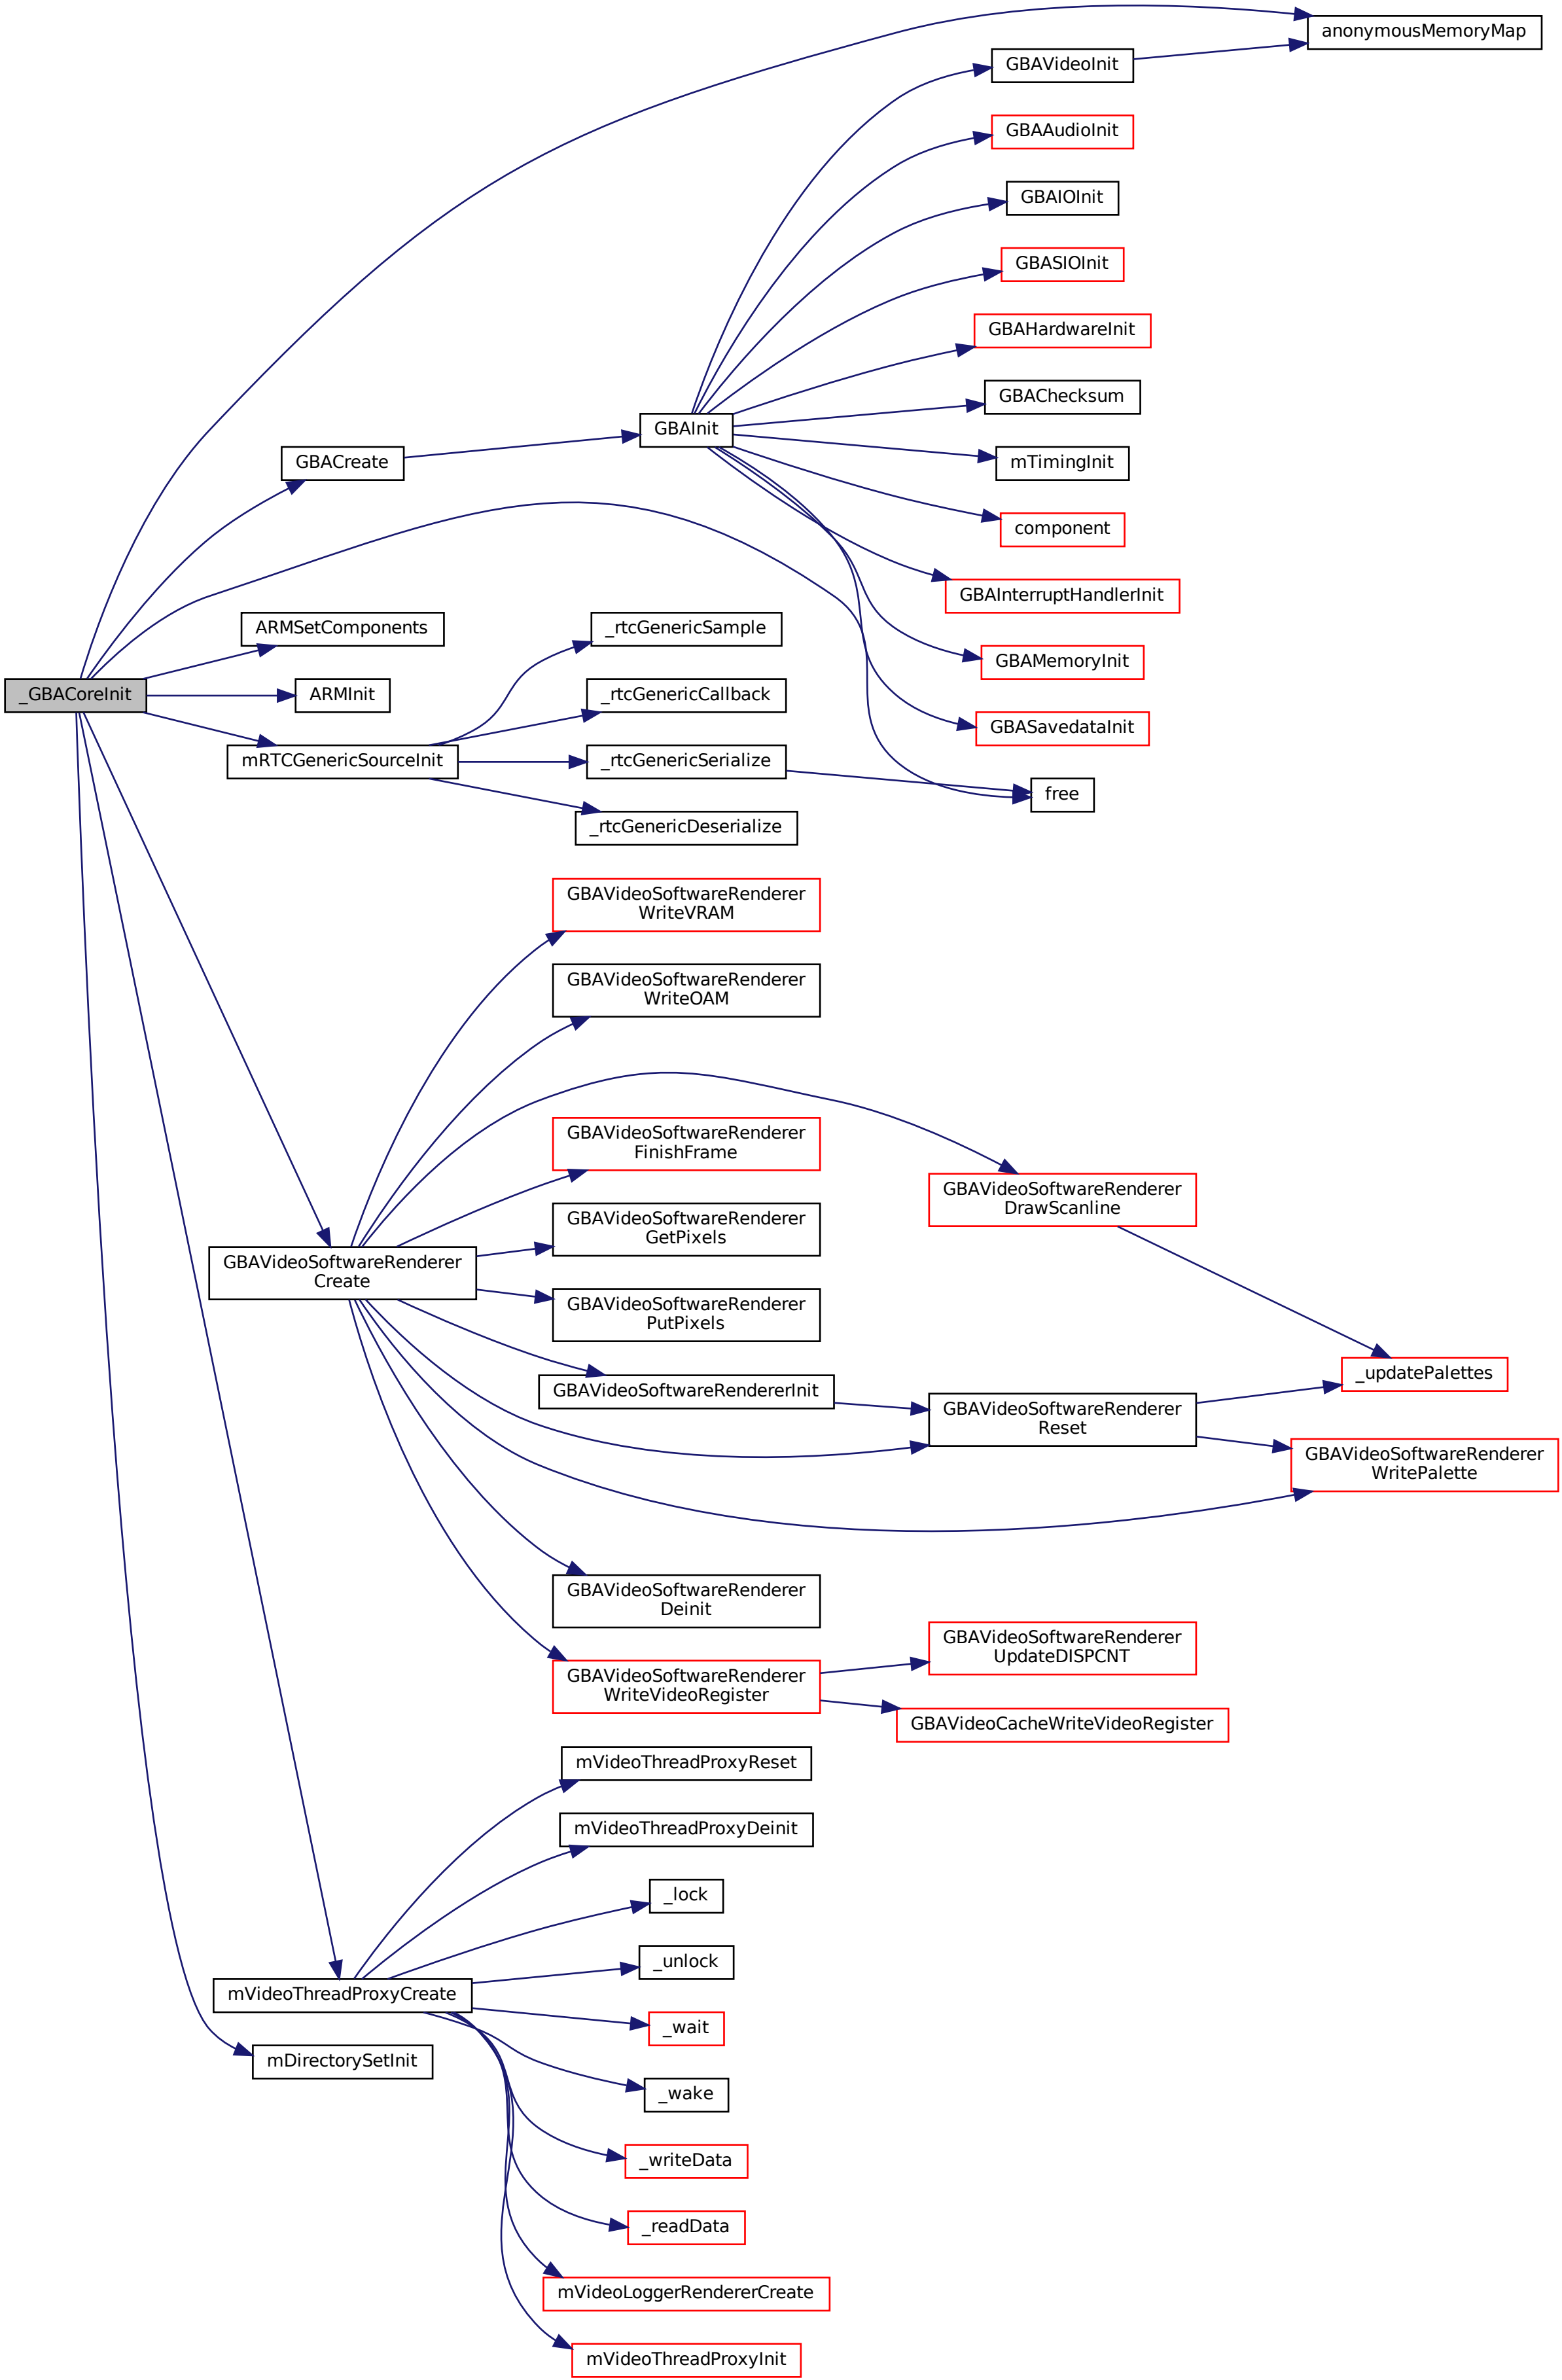 anonymousMemoryMap
GBAVideoInit
GBAAudioInit
GBAIOInit
GBASIOInit
GBAHardwareInit
GBAChecksum
GBAInit
GBACreate
mTimingInit
component
GBAInterruptHandlerInit
ARMSetComponents
_rtcGenericSample
GBAMemoryInit
_GBACoreInit
ARMInit
_rtcGenericCallback
GBASavedataInit
mRTCGenericSourceInit
_rtcGenericSerialize
free
_rtcGenericDeserialize
GBAVideoSoftwareRenderer
WriteVRAM
GBAVideoSoftwareRenderer
WriteOAM
GBAVideoSoftwareRenderer
FinishFrame
GBAVideoSoftwareRenderer
DrawScanline
GBAVideoSoftwareRenderer
GetPixels
GBAVideoSoftwareRenderer
Create
GBAVideoSoftwareRenderer
PutPixels
_updatePalettes
GBAVideoSoftwareRendererInit
GBAVideoSoftwareRenderer
Reset
GBAVideoSoftwareRenderer
WritePalette
GBAVideoSoftwareRenderer
Deinit
GBAVideoSoftwareRenderer
UpdateDISPCNT
GBAVideoSoftwareRenderer
WriteVideoRegister
GBAVideoCacheWriteVideoRegister
mVideoThreadProxyReset
mVideoThreadProxyDeinit
_lock
_unlock
mVideoThreadProxyCreate
_wait
mDirectorySetInit
_wake
_writeData
_readData
mVideoLoggerRendererCreate
mVideoThreadProxyInit